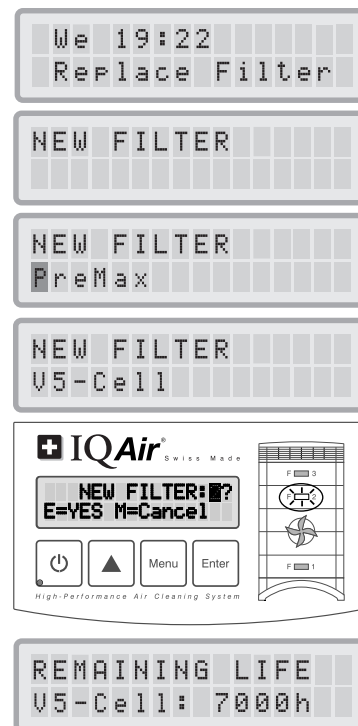 We 19:22
Replace Filter
NEW FILTER
NEW FILTER
PreMax
NEW FILTER
V5-Cell
IQAir® Swiss Made
NEW FILTER: ?
E=YES M=Cancel
F 3
F 2
F 1
Menu Enter
High-Performance Air Cleaning System
REMAINING LIFE
V5-Cell: 7000h